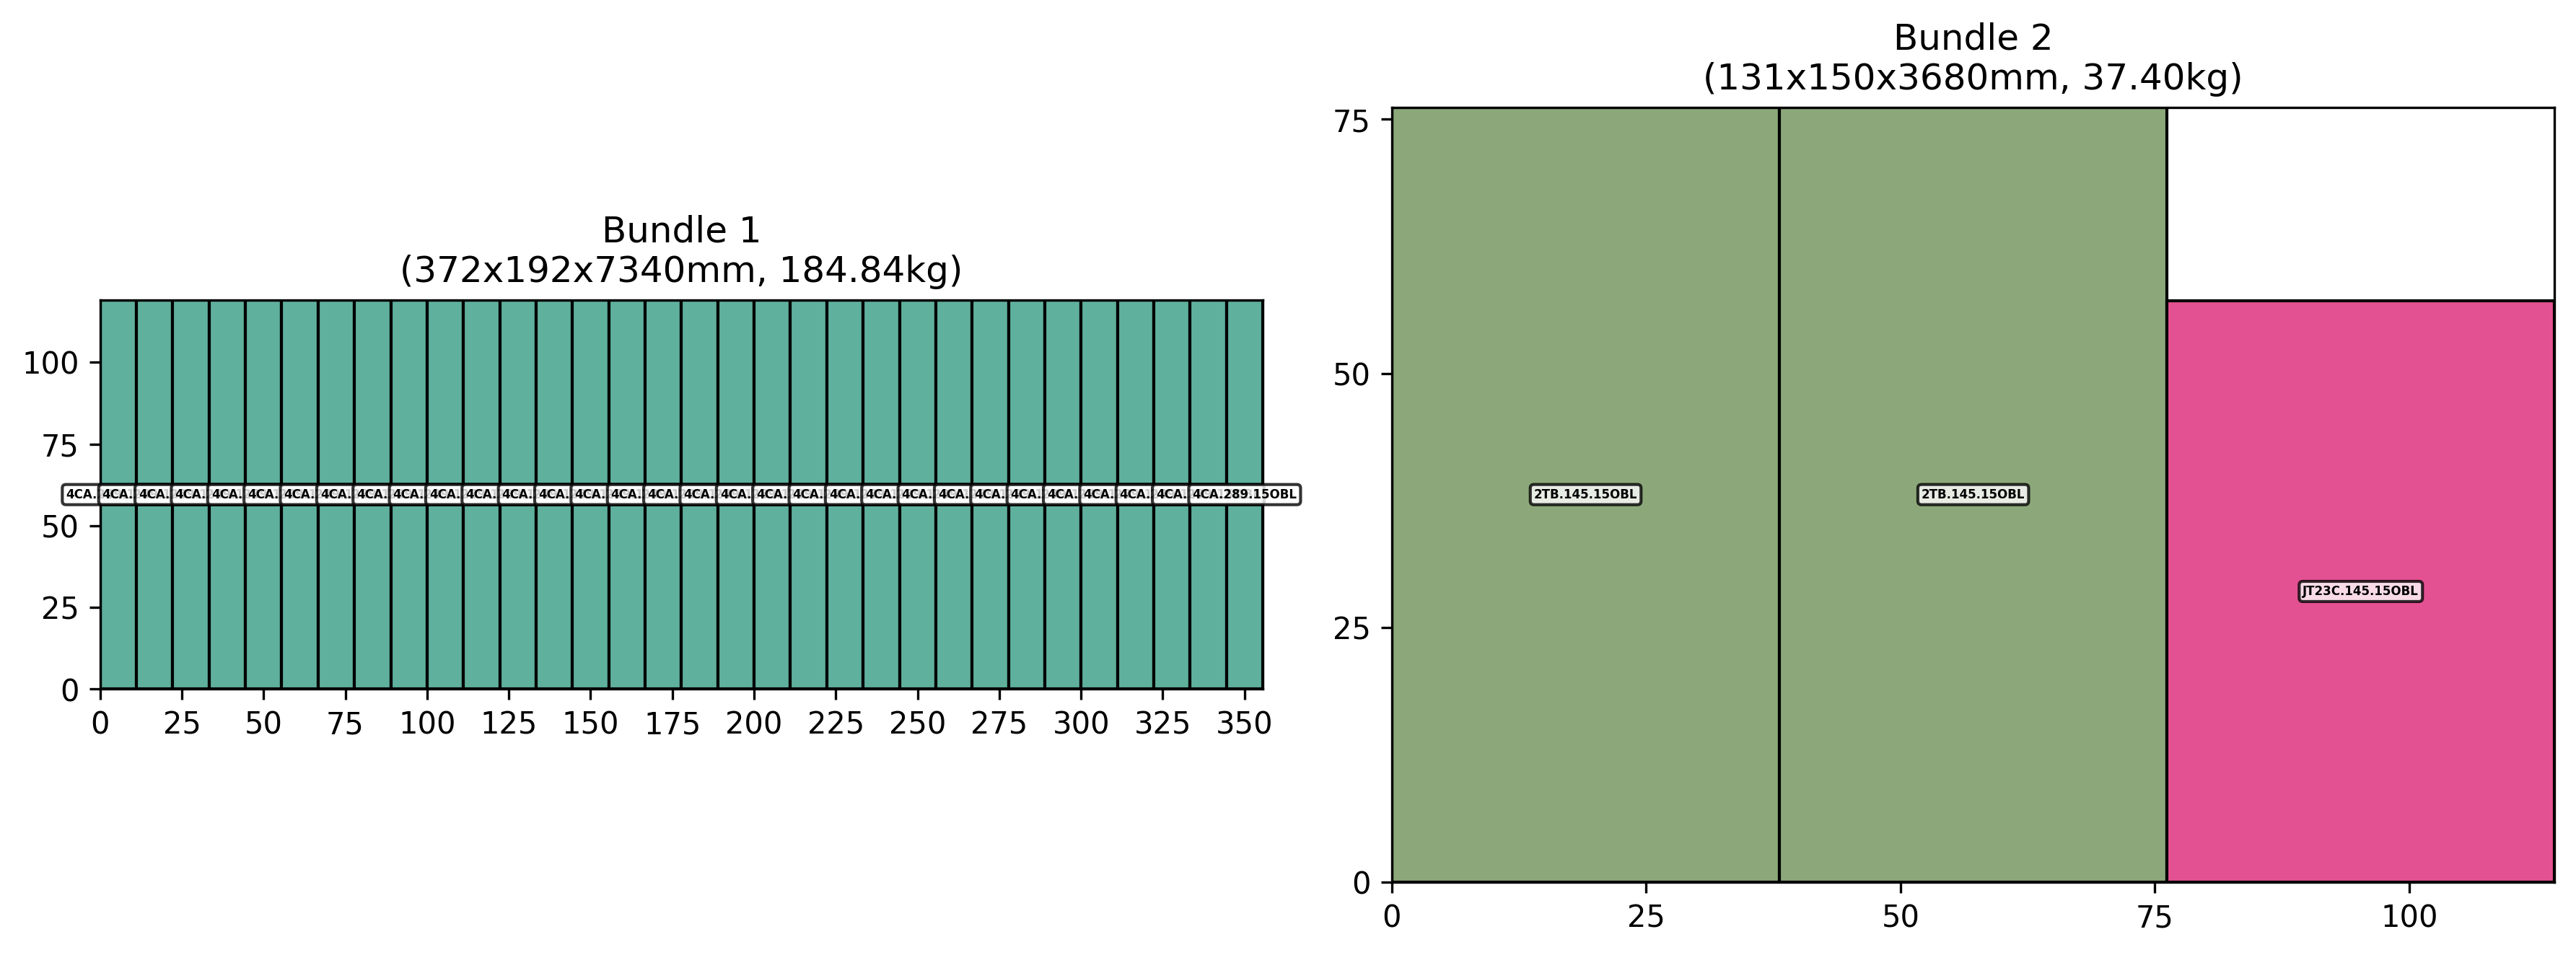 Bundle 1
(372x192x7340mm, 184.84kg)
100
75
50
25
0
4CA. 4CA. 4CA. 4CA. 4CA. 4CA. 4CA. 4CA. 4CA. 4CA. 4CA. 4CA. 4CA. 4CA. 4CA. 4CA. 4CA. 4CA. 4CA. 4CA. 4CA. 4CA. 4CA. 4CA. 4CA. 4CA. 4CA. 4CA. 4CA. 4CA. 4CA. 4CA.289.15OBL
0 25 50 75 100 125 150 175 200 225 250 275 300 325 350
Bundle 2
(131x150x3680mm, 37.40kg)
75
50
25
0
2TB.145.15OBL 2TB.145.15OBL
JT23C.145.15OBL
0 25 50 75 100